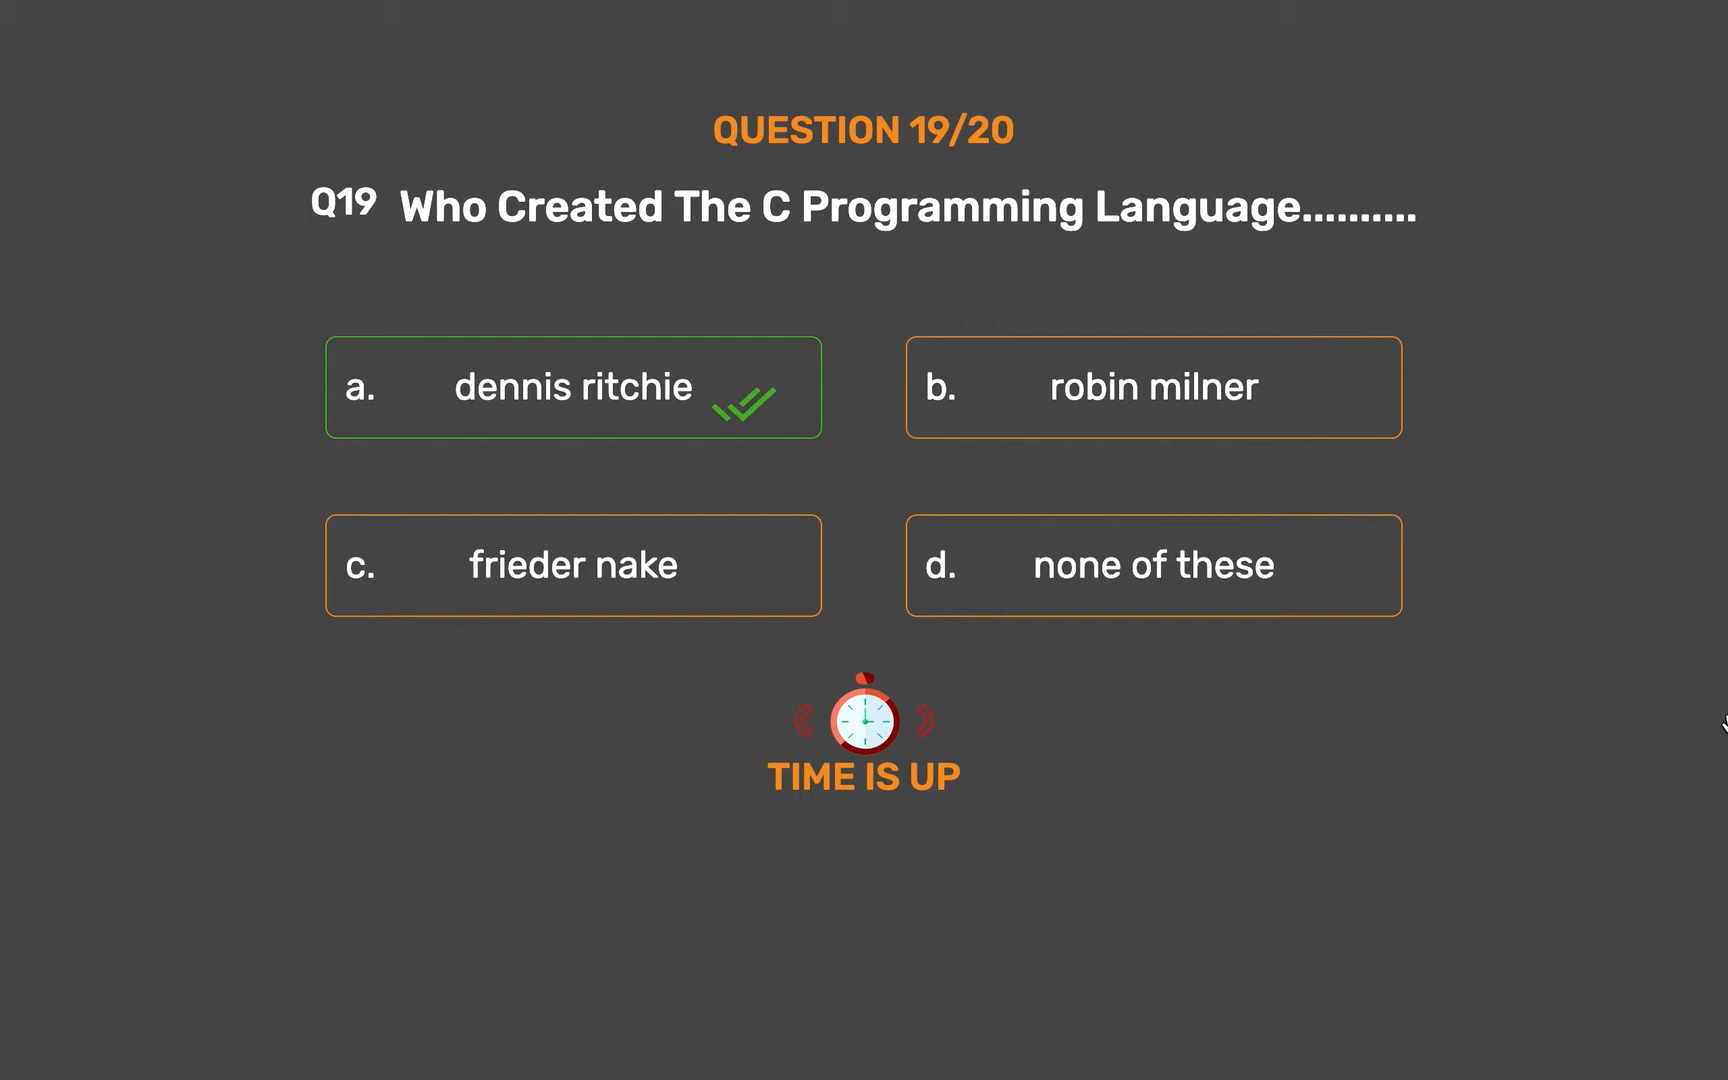 QUESTION 19/20
Q19 Who Created The C Programming Language..........
a. dennis ritchie
b. robin milner
c. frieder nake
d. none of these
TIME IS UP